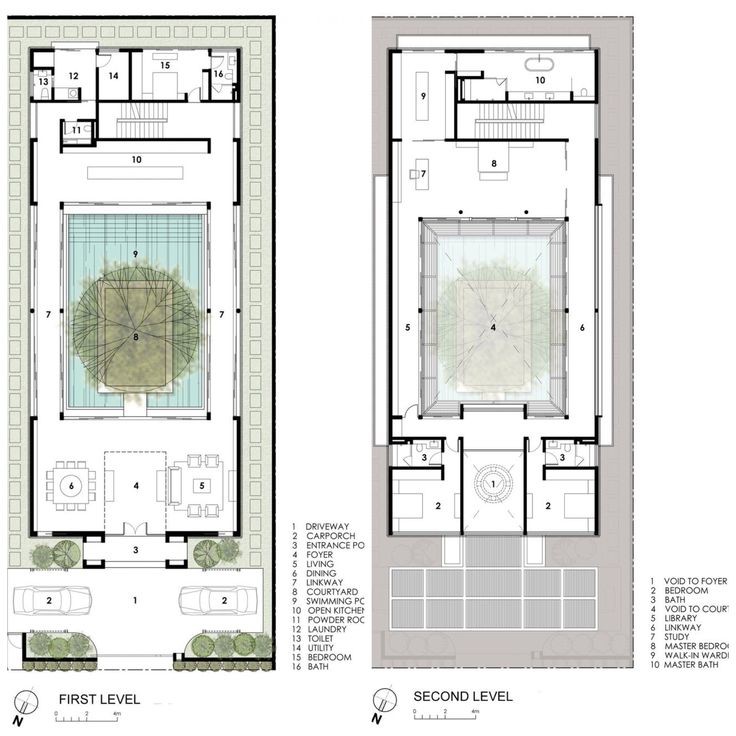 13
12
14
15
16
11
10
9
7
8
7
6
4
5
3
2
1
2
1 DRIVEWAY
2 CARPORCH
3 ENTRANCE PO
4 FOYER
5 LIVING
6 DINING
7 LINKWAY
8 COURTYARD
9 SWIMMING PO
10 OPEN KITCHEN
11 POWDER ROO
12 LAUNDRY
13 TOILET
14 UTILITY
15 BEDROOM
16 BATH
N
FIRST LEVEL
0 2 4m
10
9
8
7
5
4
6
3
3
1
2
2
1 VOID TO FOYER
2 BEDROOM
3 BATH
4 VOID TO COURT
5 LIBRARY
6 LINKWAY
7 STUDY
8 MASTER BEDRO
9 WALK-IN WARD
10 MASTER BATH
N
SECOND LEVEL
0 2 4m